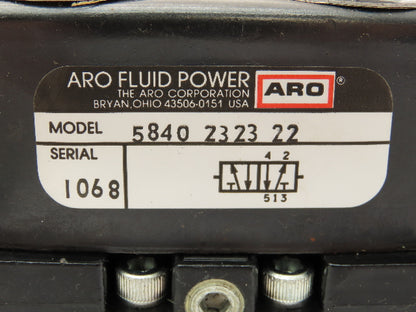 ARO FLUID POWER ARO ®
THE ARO CORPORATION
BRYAN, OHIO 43506-0151 USA
MODEL 5840 2323 22
SERIAL 1068
4 2
5 1 3